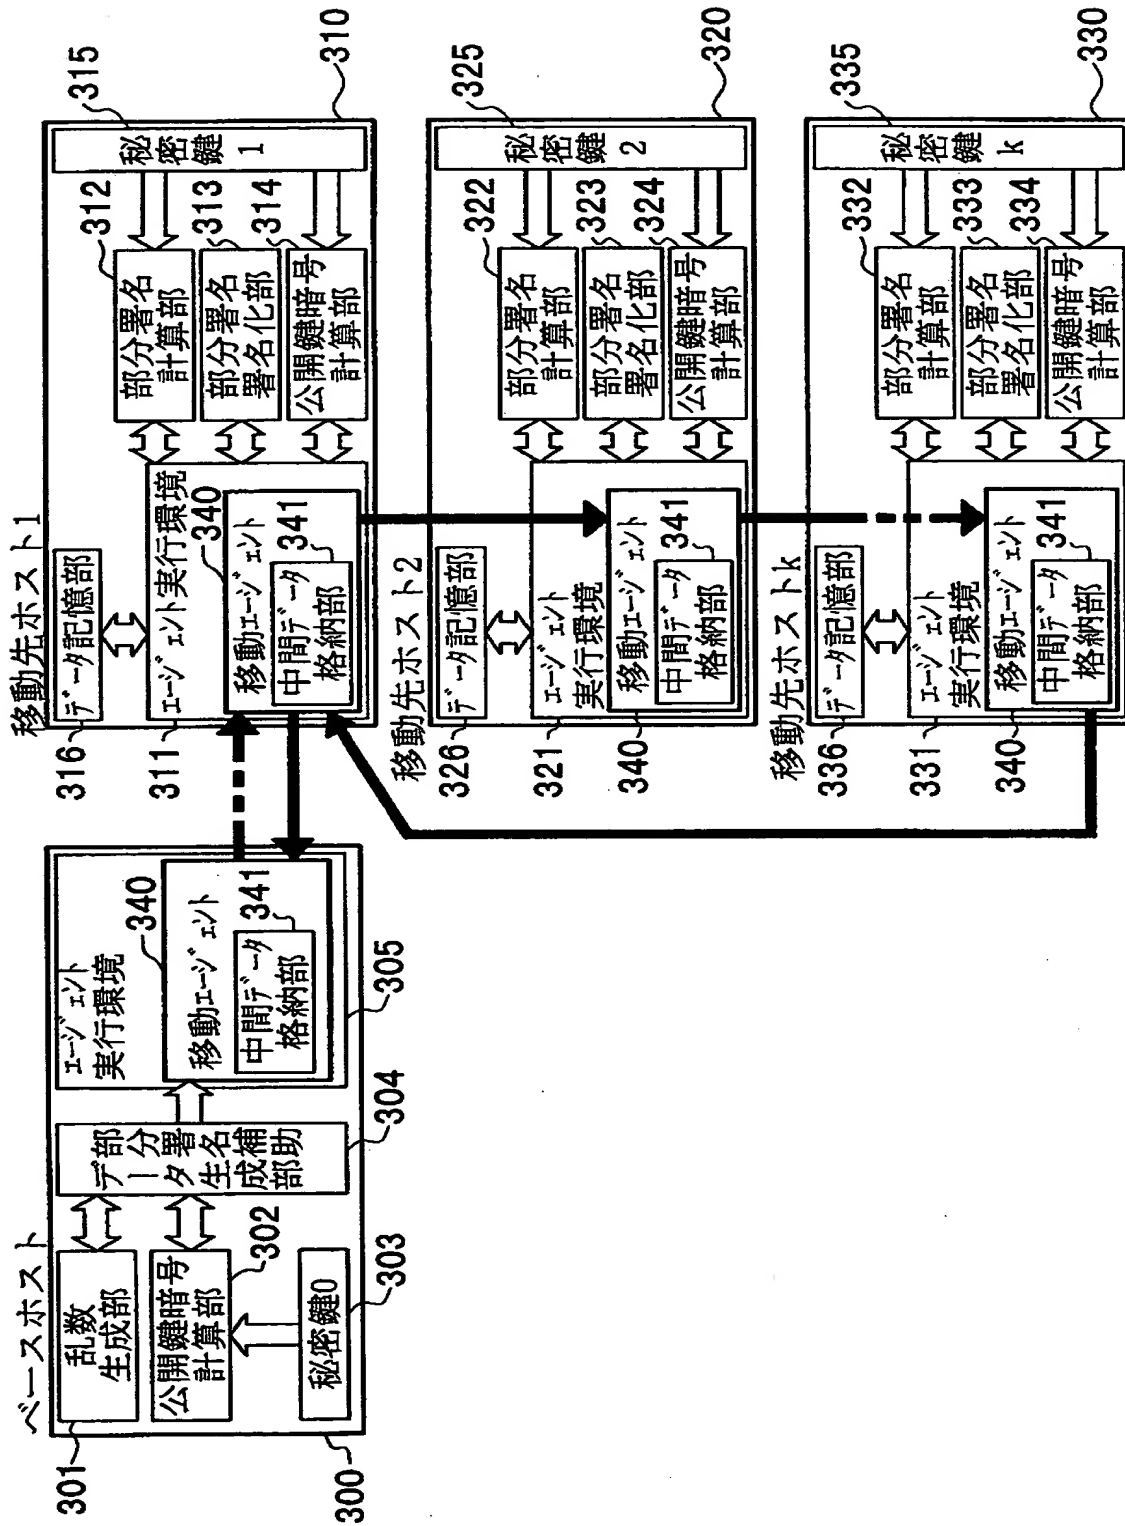 ベースホスト
301
乱数
生成部
公開鍵暗号
計算部
302
秘密鍵0
303
300
部分署名補助
データ生成部
304
エージェント
実行環境
340
移動エージェント
341
中間データ
格納部
305
移動先ホスト1
316
データ記憶部
311
エージェント実行環境
340
移動エージェント
341
中間データ
格納部
312
部分署名
計算部
313
部分署名
署名化部
314
公開鍵暗号
計算部
315
秘密鍵
1
310
移動先ホスト2
326
データ記憶部
321
エージェント
実行環境
340
移動エージェント
341
中間データ
格納部
322
部分署名
計算部
323
部分署名
署名化部
324
公開鍵暗号
計算部
325
秘密鍵
2
320
移動先ホストk
336
データ記憶部
331
エージェント
実行環境
340
移動エージェント
341
中間データ
格納部
332
部分署名
計算部
333
部分署名
署名化部
334
公開鍵暗号
計算部
335
秘密鍵
k
330